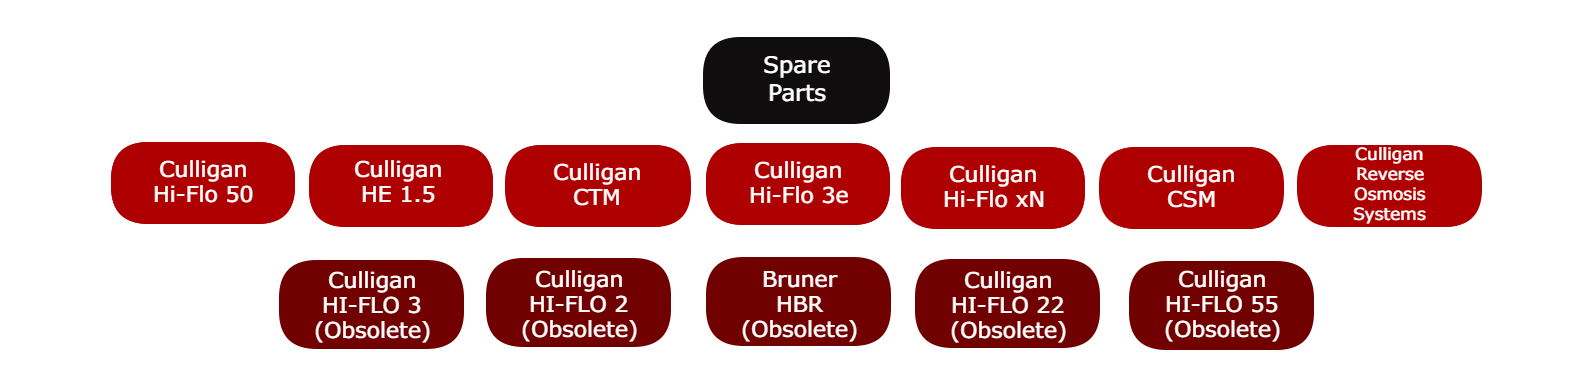 Spare
Parts
Culligan
Hi-Flo 50
Culligan
HE 1.5
Culligan
CTM
Culligan
Hi-Flo 3e
Culligan
Hi-Flo xN
Culligan
CSM
Culligan
Reverse
Osmosis
Systems
Culligan
HI-FLO 3
(Obsolete)
Culligan
HI-FLO 2
(Obsolete)
Bruner
HBR
(Obsolete)
Culligan
HI-FLO 22
(Obsolete)
Culligan
HI-FLO 55
(Obsolete)